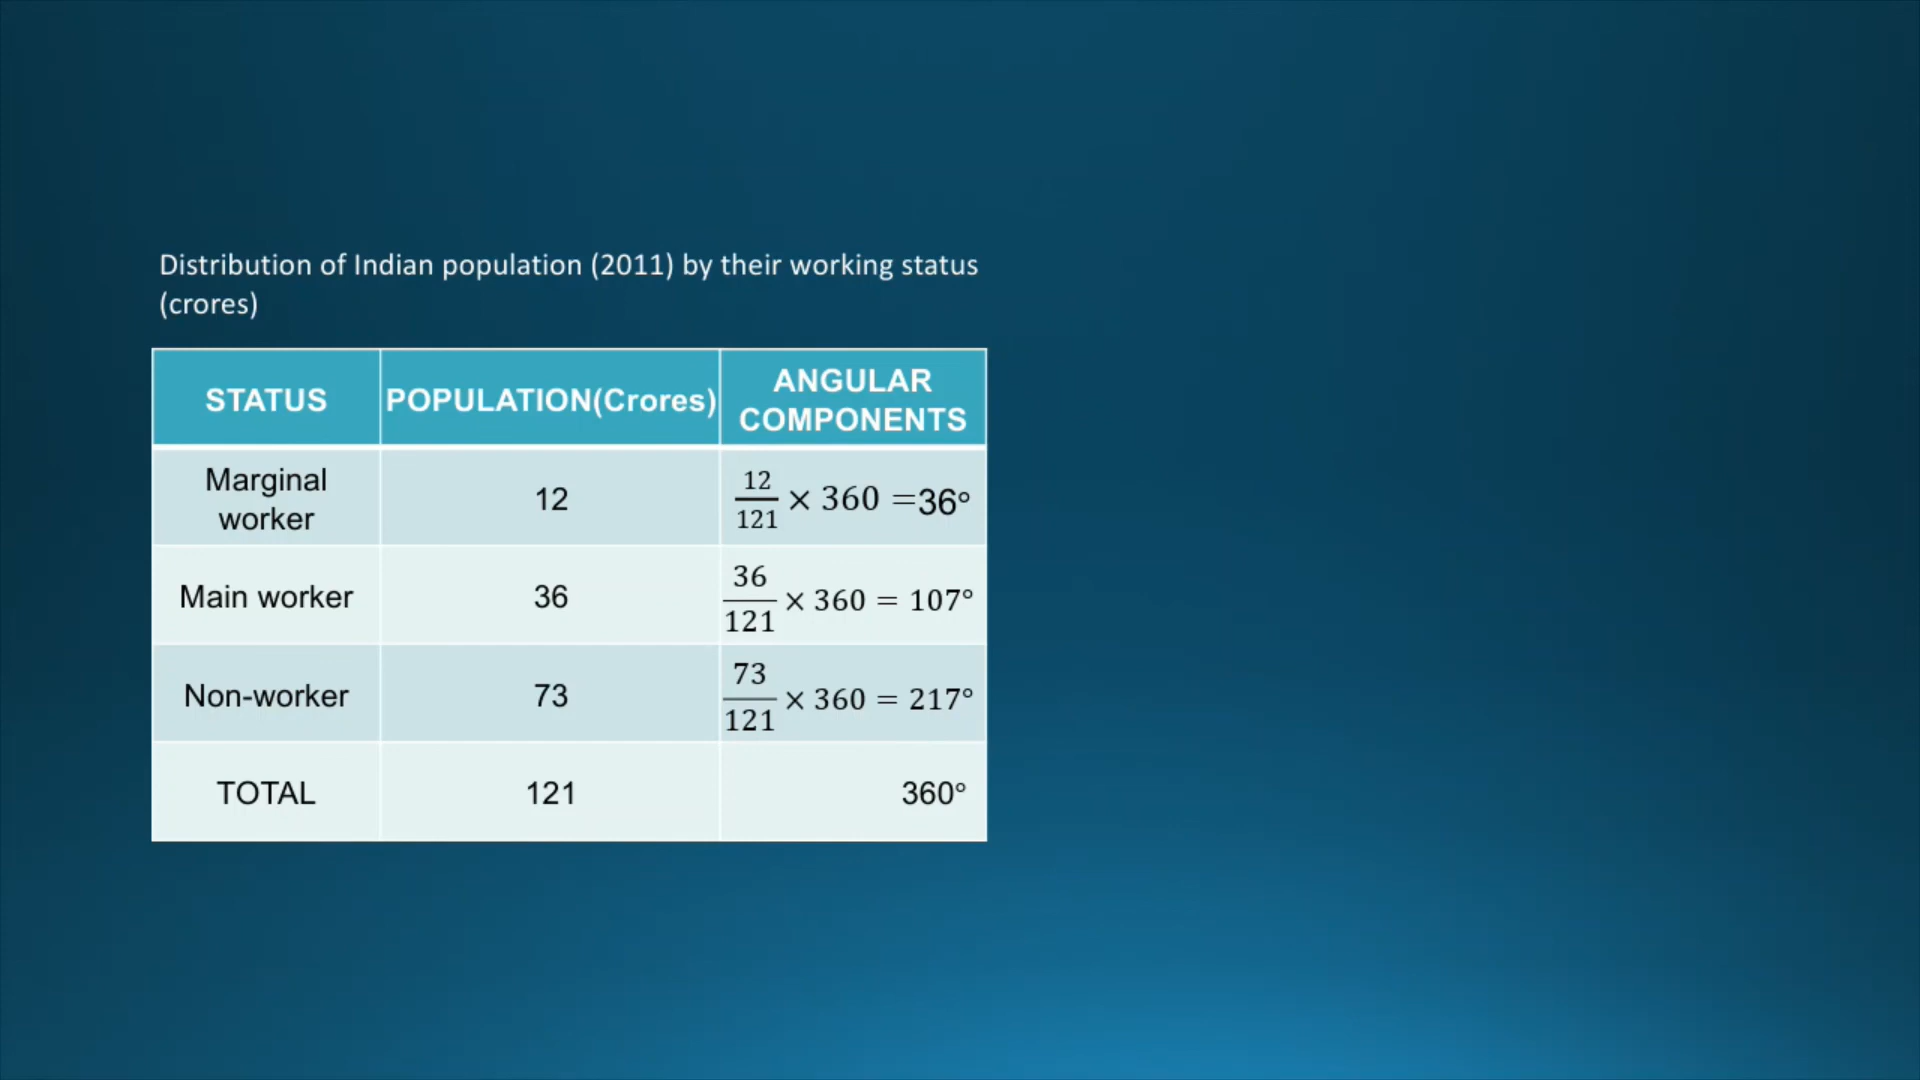 Distribution of Indian population (2011) by their working status
(crores)
STATUS POPULATION(Crores) ANGULAR COMPONENTS
Marginal worker 12 12/121 × 360 =36°
Main worker 36 36/121 × 360 = 107°
Non-worker 73 73/121 × 360 = 217°
TOTAL 121 360°